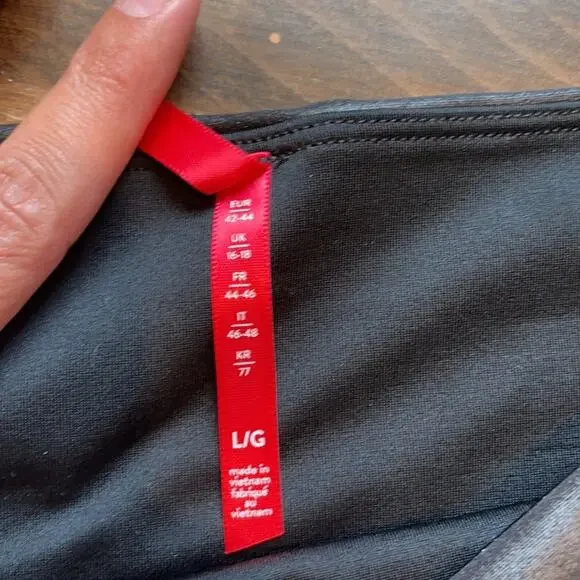 EUR
42-44
UK
16-18
FR
44-46
IT
46-48
KR
77
L/G
made in
vietnam
fabriqué
au
vietnam